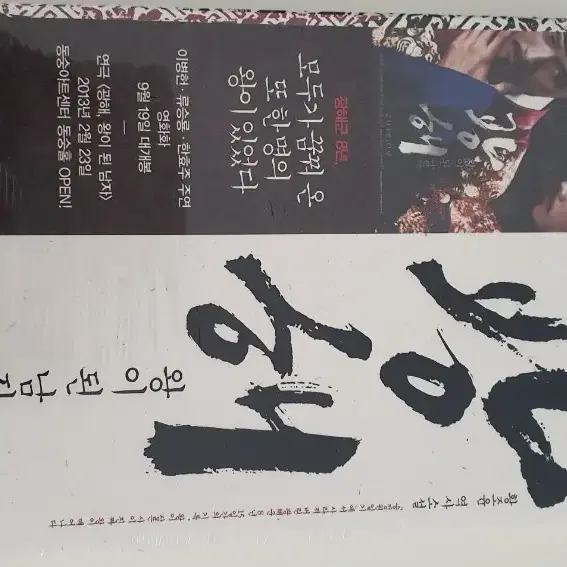 광해
광해군 8년,
모두가 꿈꿔 온
또 한 명의
왕이 있었다
이병헌·류승룡·한효주 주연
영화화
9월 19일 대개봉
연극 《광해, 왕이 된 남자》
2013년 2월 23일
동숭아트센터 동숭홀 OPEN!
황조윤 역사소설
광해
왕이 된 남자